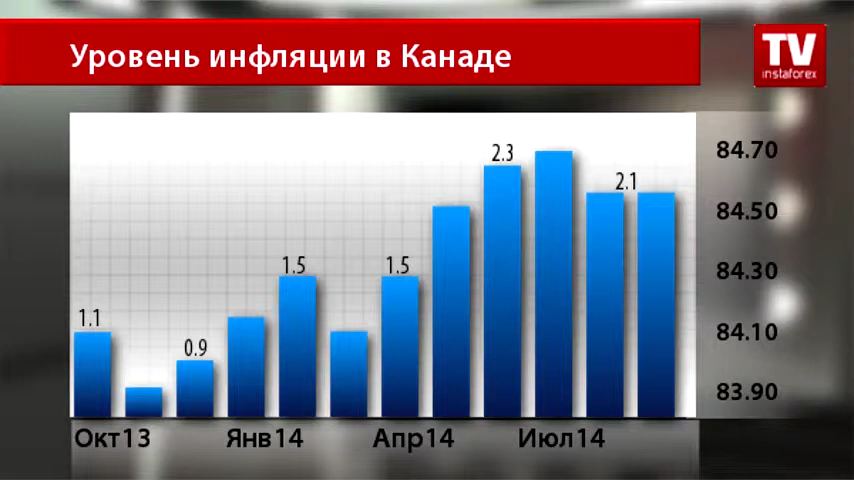 Уровень инфляции в Канаде
TV
instaforex
2.3
2.1
1.5
1.5
1.1
0.9
84.70
84.50
84.30
84.10
83.90
Окт13
Янв14
Апр14
Июл14